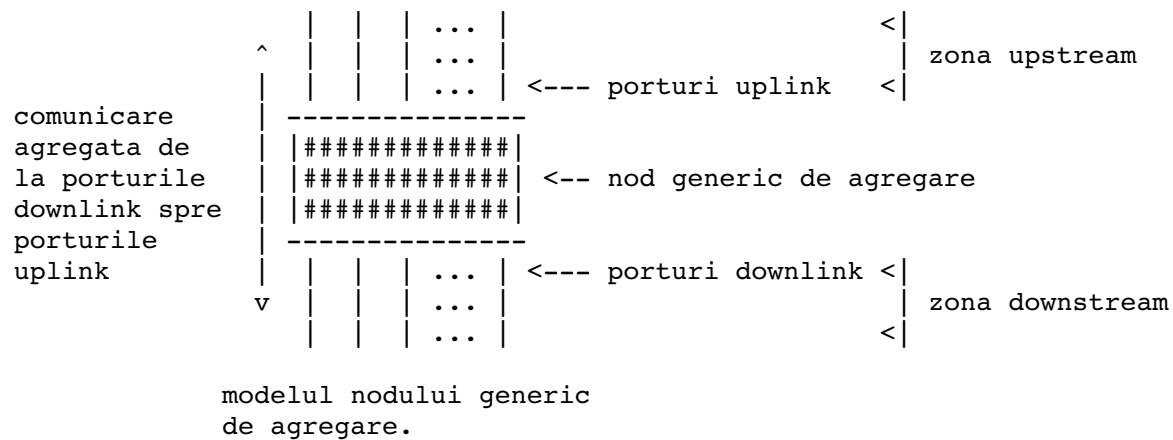 |  |  | ... |                       <|
         ^  |  |  | ... |                        | zona upstream
         |  |  |  | ... | <--- porturi uplink   <|
comunicare      | ---------------
agregata de     | |#############|
la porturile    | |#############| <-- nod generic de agregare
downlink spre   | |#############|
porturile       | ---------------
uplink          |  |  |  | ... | <--- porturi downlink <|
                v  |  |  | ... |                        | zona downstream
                   |  |  | ... |                       <|
modelul nodului generic
de agregare.